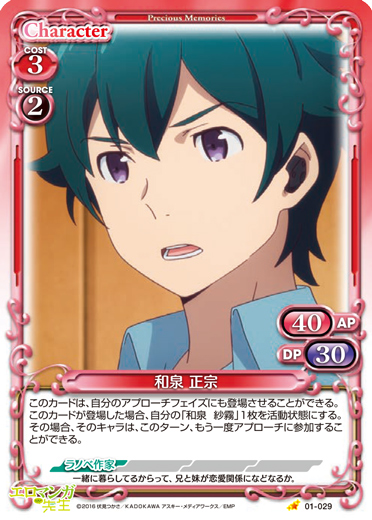 Precious Memories
Character
COST
3
SOURCE
2
40 AP
DP 30
和泉 正宗
このカードは、自分のアプローチフェイズにも登場させることができる。
このカードが登場した場合、自分の「和泉　紗霧」1枚を活動状態にする。
その場合、そのキャラは、このターン、もう一度アプローチに参加するこ
とができる。
ラノベ作家
一緒に暮らしてるからって、兄と妹が恋愛関係になどなるか。
エロマンガ
先生
©2016 伏見つかさ／KADOKAWA アスキー・メディアワークス／EMP
01-029